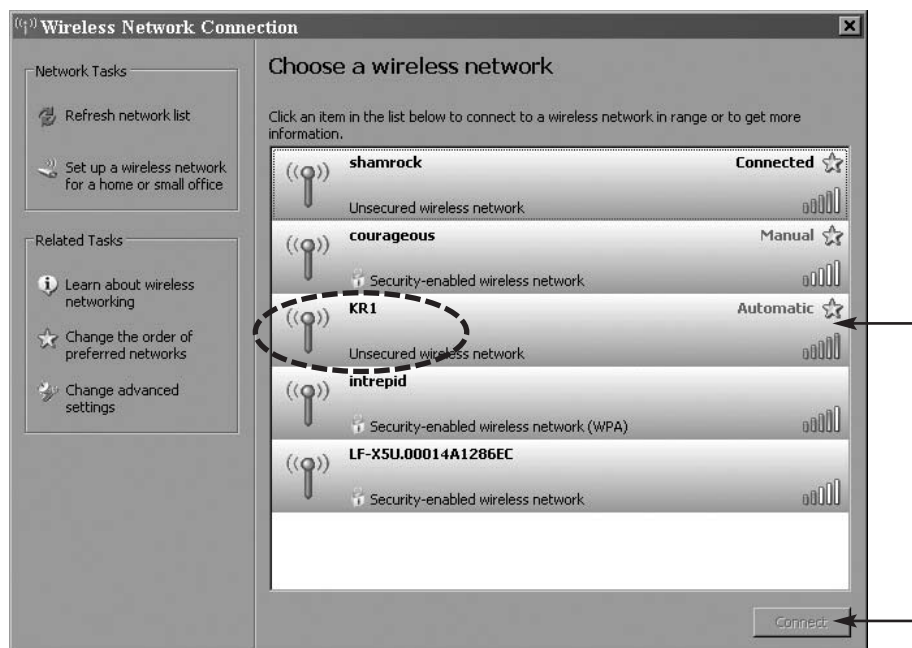 Wireless Network Connection
Network Tasks
Refresh network list
Set up a wireless network
for a home or small office
Related Tasks
Learn about wireless
networking
Change the order of
preferred networks
Change advanced
settings
Choose a wireless network
Click an item in the list below to connect to a wireless network in range or to get more
information.
shamrock Connected
Unsecured wireless network
courageous Manual
Security-enabled wireless network
KR1 Automatic
Unsecured wireless network
intrepid
Security-enabled wireless network (WPA)
LF-X5U.00014A1286EC
Security-enabled wireless network
Connect